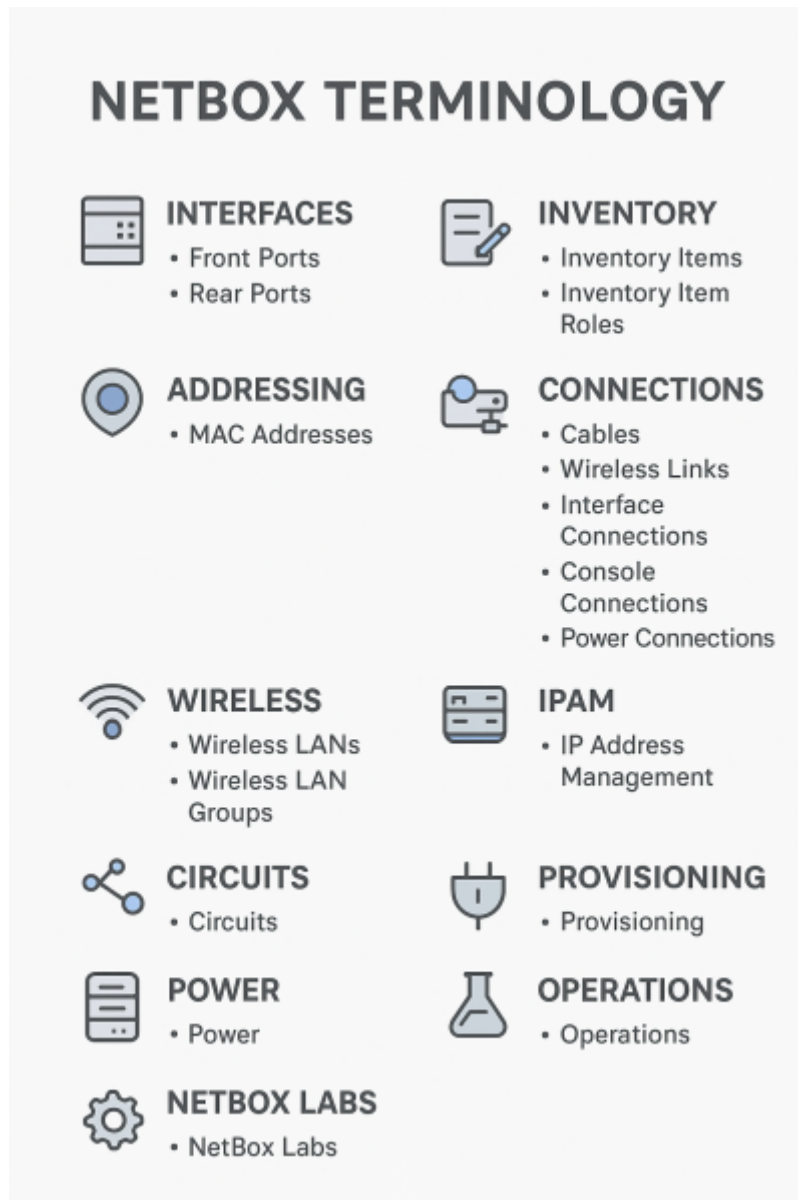 NETBOX TERMINOLOGY
INTERFACES
• Front Ports
• Rear Ports
INVENTORY
• Inventory Items
• Inventory Item
Roles
ADDRESSING
• MAC Addresses
CONNECTIONS
• Cables
• Wireless Links
• Interface
Connections
• Console
Connections
• Power Connections
WIRELESS
• Wireless LANs
• Wireless LAN
Groups
IPAM
• IP Address
Management
CIRCUITS
• Circuits
PROVISIONING
• Provisioning
POWER
• Power
OPERATIONS
• Operations
NETBOX LABS
• NetBox Labs